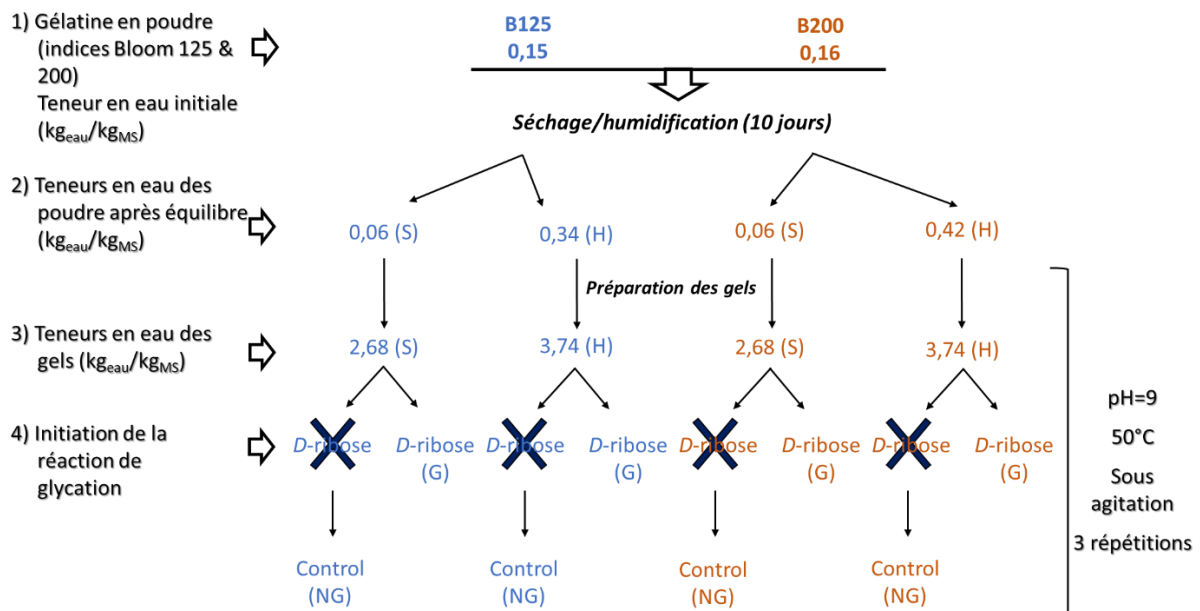 1) Gélatine en poudre
(indices Bloom 125 &
200)
Teneur en eau initiale
(kgeau/kgMS)
B125
0,15
B200
0,16
Séchage/humidification (10 jours)
2) Teneurs en eau des
poudre après équilibre
(kgeau/kgMS)
0,06 (S)
0,34 (H)
0,06 (S)
0,42 (H)
Préparation des gels
3) Teneurs en eau des
gels (kgeau/kgMS)
2,68 (S)
3,74 (H)
2,68 (S)
3,74 (H)
4) Initiation de la
réaction de
glycation
D-ribose
D-ribose
(G)
D-ribose
D-ribose
(G)
D-ribose
D-ribose
(G)
D-ribose
D-ribose
(G)
Control
(NG)
Control
(NG)
Control
(NG)
Control
(NG)
pH=9
50°C
Sous
agitation
3 répétitions